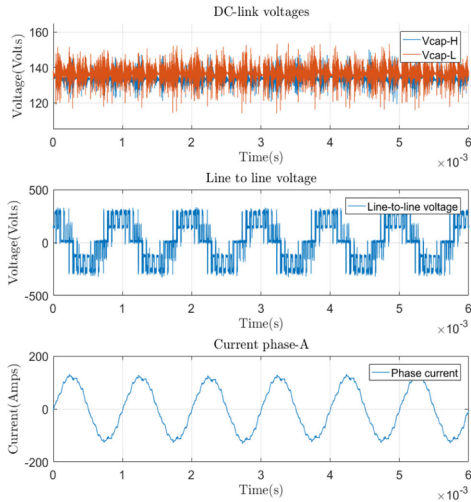 DC-link voltages
160
140
120
Voltage(Volts)
Vcap-H
Vcap-L
0 1 2 3 4 5 6
Time(s)
×10⁻³
Line to line voltage
500
0
-500
Voltage(Volts)
Line-to-line voltage
0 1 2 3 4 5 6
Time(s)
×10⁻³
Current phase-A
200
0
-200
Current(Amps)
Phase current
0 1 2 3 4 5 6
Time(s)
×10⁻³